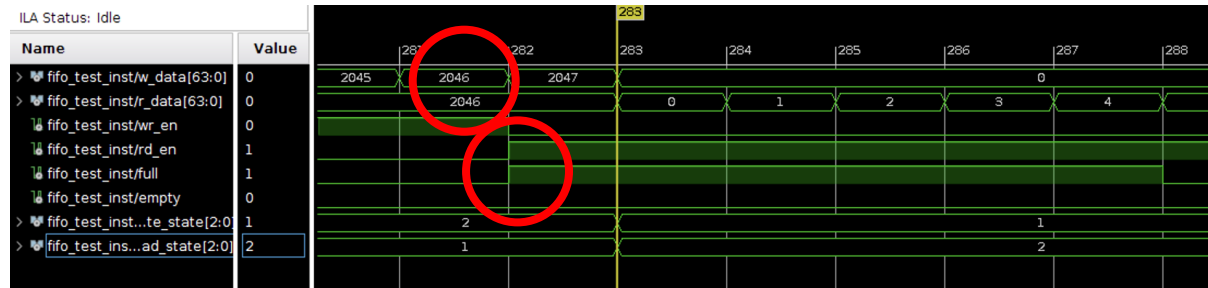 ILA Status: Idle
283
Name Value
282 283 284 285 286 287 288
fifo_test_inst/w_data[63:0] 0 2045 2046 2047 0
fifo_test_inst/r_data[63:0] 0 2046 0 1 2 3 4
fifo_test_inst/wr_en 0
fifo_test_inst/rd_en 1
fifo_test_inst/full 1
fifo_test_inst/empty 0
fifo_test_inst...te_state[2:0] 1 2 1
fifo_test_ins...ad_state[2:0] 2 1 2